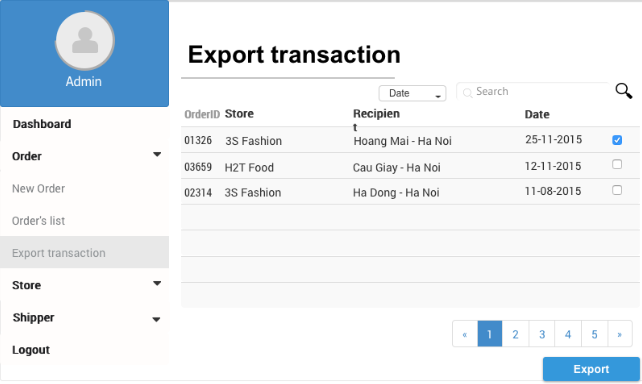 Admin
Dashboard
Order
New Order
Order's list
Export transaction
Store
Shipper
Logout
Export transaction
Date Search
OrderID Store Recipien
t Date
01326 3S Fashion Hoang Mai - Ha Noi 25-11-2015
03659 H2T Food Cau Giay - Ha Noi 12-11-2015
02314 3S Fashion Ha Dong - Ha Noi 11-08-2015
« 1 2 3 4 5 »
Export